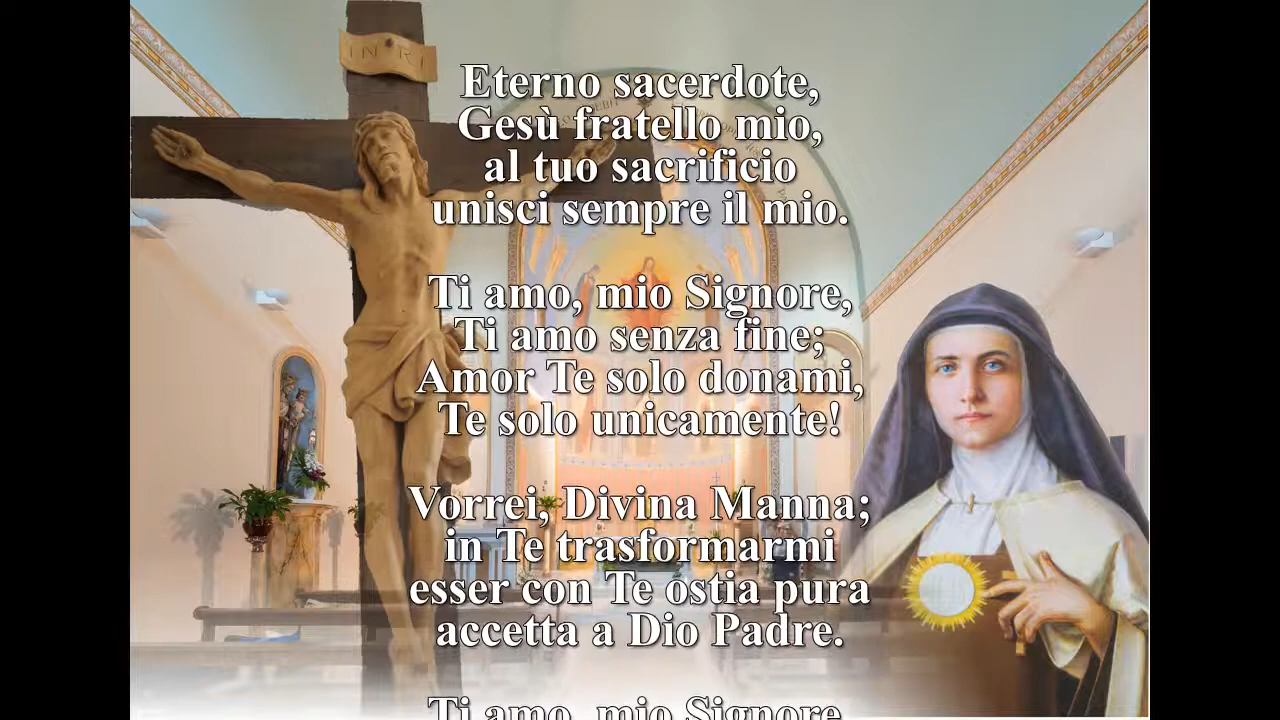 INRI
Eterno sacerdote,
Gesù fratello mio,
al tuo sacrificio
unisci sempre il mio.
Ti amo, mio Signore,
Ti amo senza fine;
Amor Te solo donami,
Te solo unicamente!
Vorrei, Divina Manna;
in Te trasformarmi
esser con Te ostia pura
accetta a Dio Padre.
Ti amo, mio Signore,